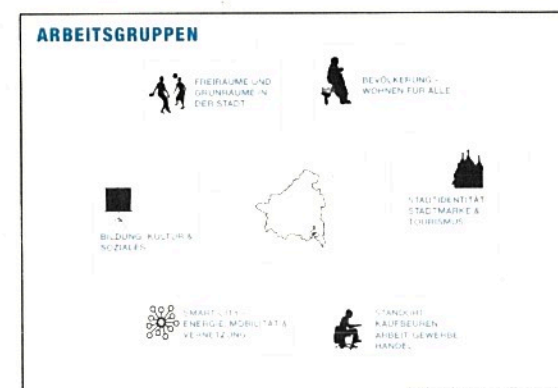 ARBEITSGRUPPEN
FREIRÄUME UND
GRÜNRÄUME IN
DER STADT
BEVÖLKERUNG -
WOHNEN FÜR ALLE
BILDUNG, KULTUR &
SOZIALES
STADTIDENTITÄT
STADTMARKE &
TOURISMUS
SMART CITY
ENERGIE, MOBILITÄT &
VERNETZUNG
STANDORT
KAUFBEUREN
ARBEIT GEWERBE
HANDEL